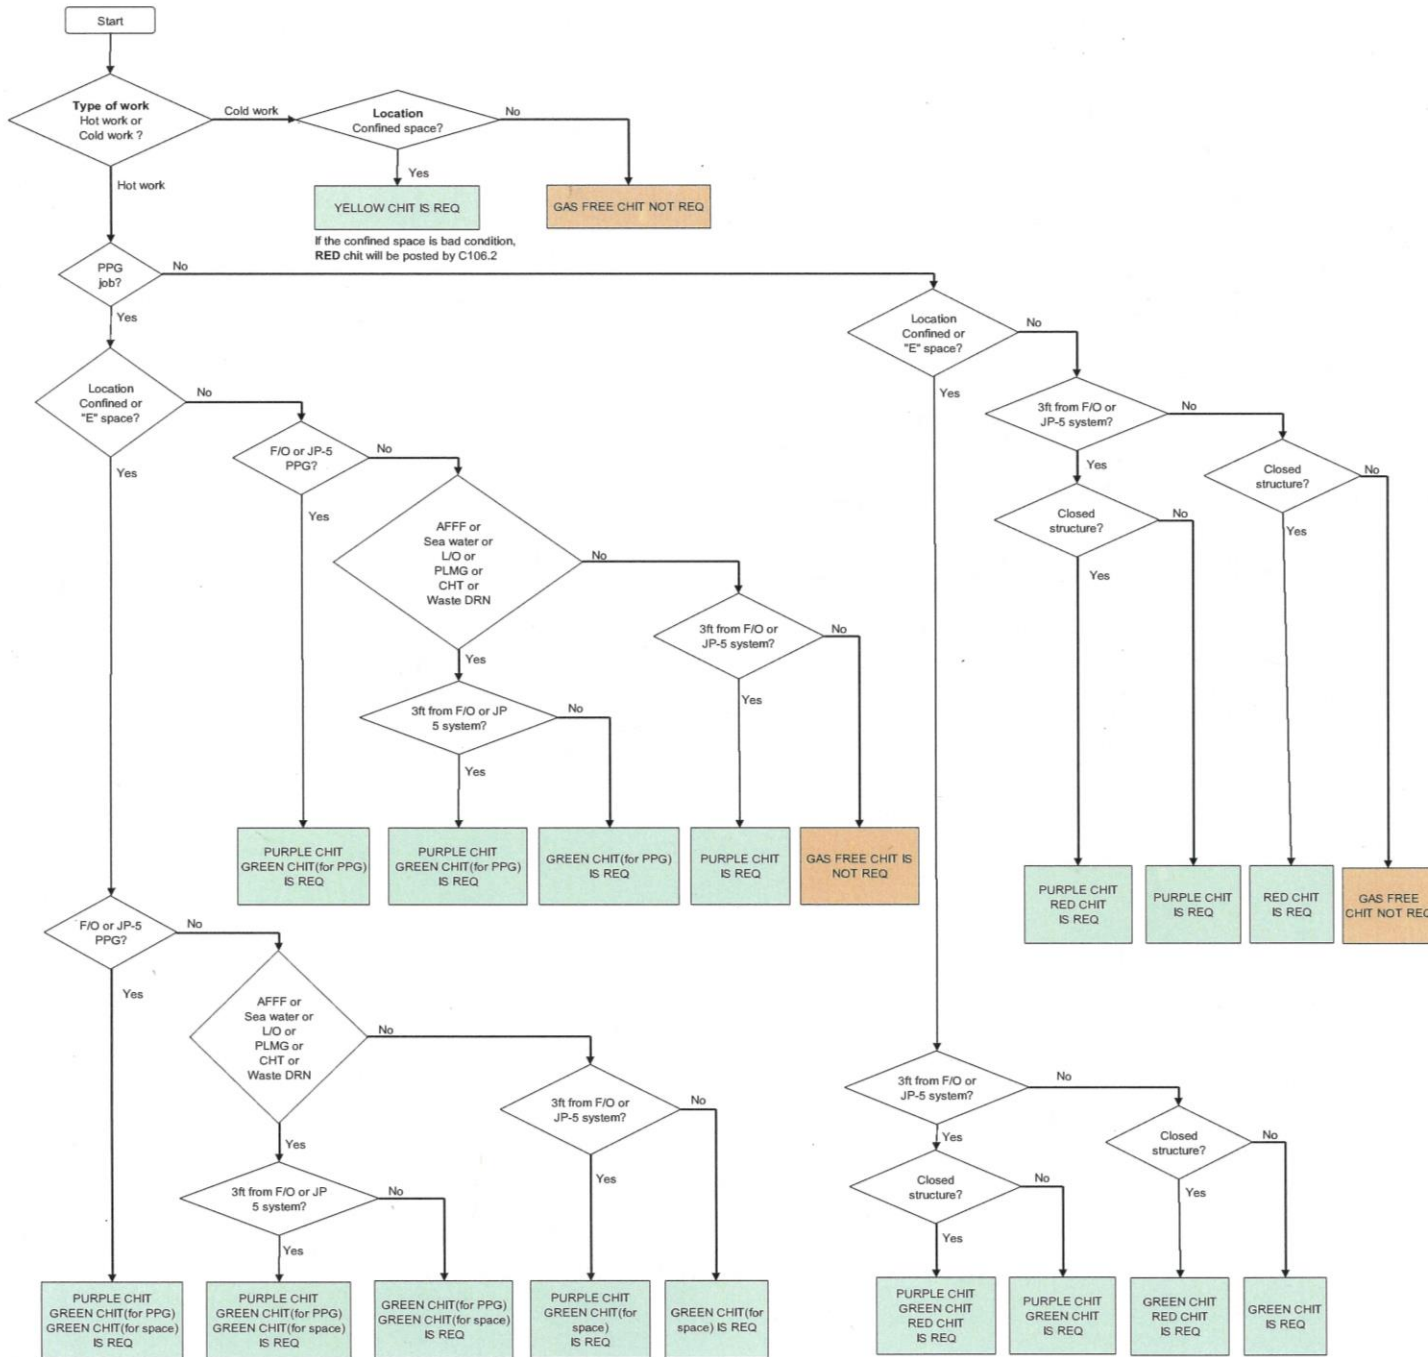 Start
Type of work
Hot work or
Cold work ?
Cold work
Location
Confined space?
No
Yes
Hot work
YELLOW CHIT IS REQ
GAS FREE CHIT NOT REQ
If the confined space is bad condition,
RED chit will be posted by C106.2
PPG
job?
No
Yes
Location
Confined or
"E" space?
No
Yes
Location
Confined or
"E" space?
No
Yes
3ft from F/O or
JP-5 system?
No
Yes
Closed
structure?
No
Yes
Closed
structure?
No
Yes
F/O or JP-5
PPG?
No
Yes
AFFF or
Sea water or
L/O or
PLMG or
CHT or
Waste DRN
No
Yes
3ft from F/O or
JP-5 system?
No
Yes
3ft from F/O or JP
5 system?
No
Yes
PURPLE CHIT
GREEN CHIT(for PPG)
IS REQ
PURPLE CHIT
GREEN CHIT(for PPG)
IS REQ
GREEN CHIT(for PPG)
IS REQ
PURPLE CHIT
IS REQ
GAS FREE CHIT IS
NOT REQ
PURPLE CHIT
RED CHIT
IS REQ
PURPLE CHIT
IS REQ
RED CHIT
IS REQ
GAS FREE
CHIT NOT REQ
F/O or JP-5
PPG?
No
Yes
AFFF or
Sea water or
L/O or
PLMG or
CHT or
Waste DRN
No
Yes
3ft from F/O or
JP-5 system?
No
Yes
3ft from F/O or JP
5 system?
No
Yes
3ft from F/O or
JP-5 system?
No
Yes
Closed
structure?
No
Yes
Closed
structure?
No
Yes
PURPLE CHIT
GREEN CHIT(for PPG)
GREEN CHIT(for space)
IS REQ
PURPLE CHIT
GREEN CHIT(for PPG)
GREEN CHIT(for space)
IS REQ
GREEN CHIT(for PPG)
GREEN CHIT(for space)
IS REQ
PURPLE CHIT
GREEN CHIT(for
space)
IS REQ
GREEN CHIT(for
space) IS REQ
PURPLE CHIT
GREEN CHIT
RED CHIT
IS REQ
PURPLE CHIT
GREEN CHIT
IS REQ
GREEN CHIT
RED CHIT
IS REQ
GREEN CHIT
IS REQ